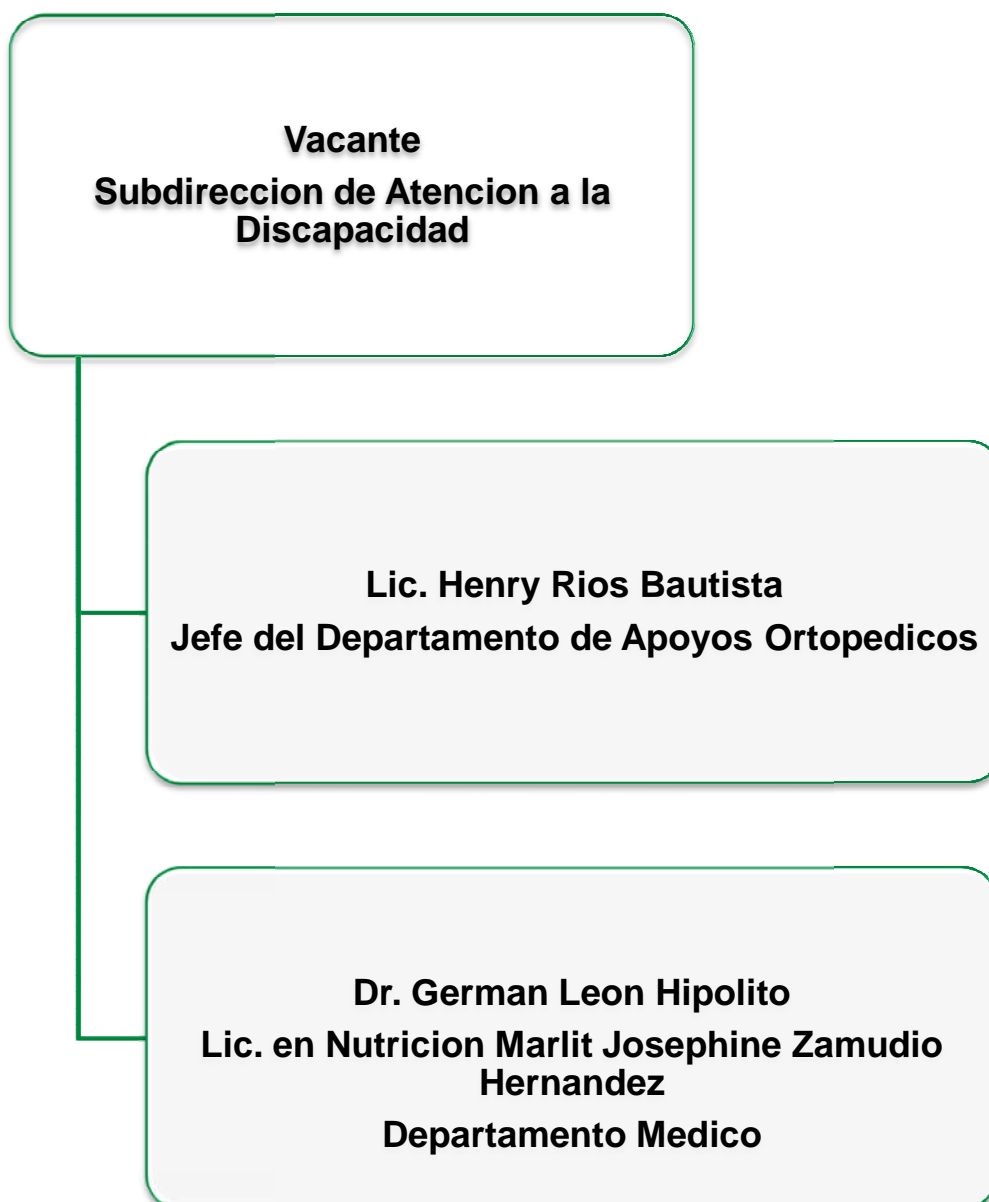 Vacante
Subdireccion de Atencion a la
Discapacidad
Lic. Henry Rios Bautista
Jefe del Departamento de Apoyos Ortopedicos
Dr. German Leon Hipolito
Lic. en Nutricion Marlit Josephine Zamudio
Hernandez
Departamento Medico